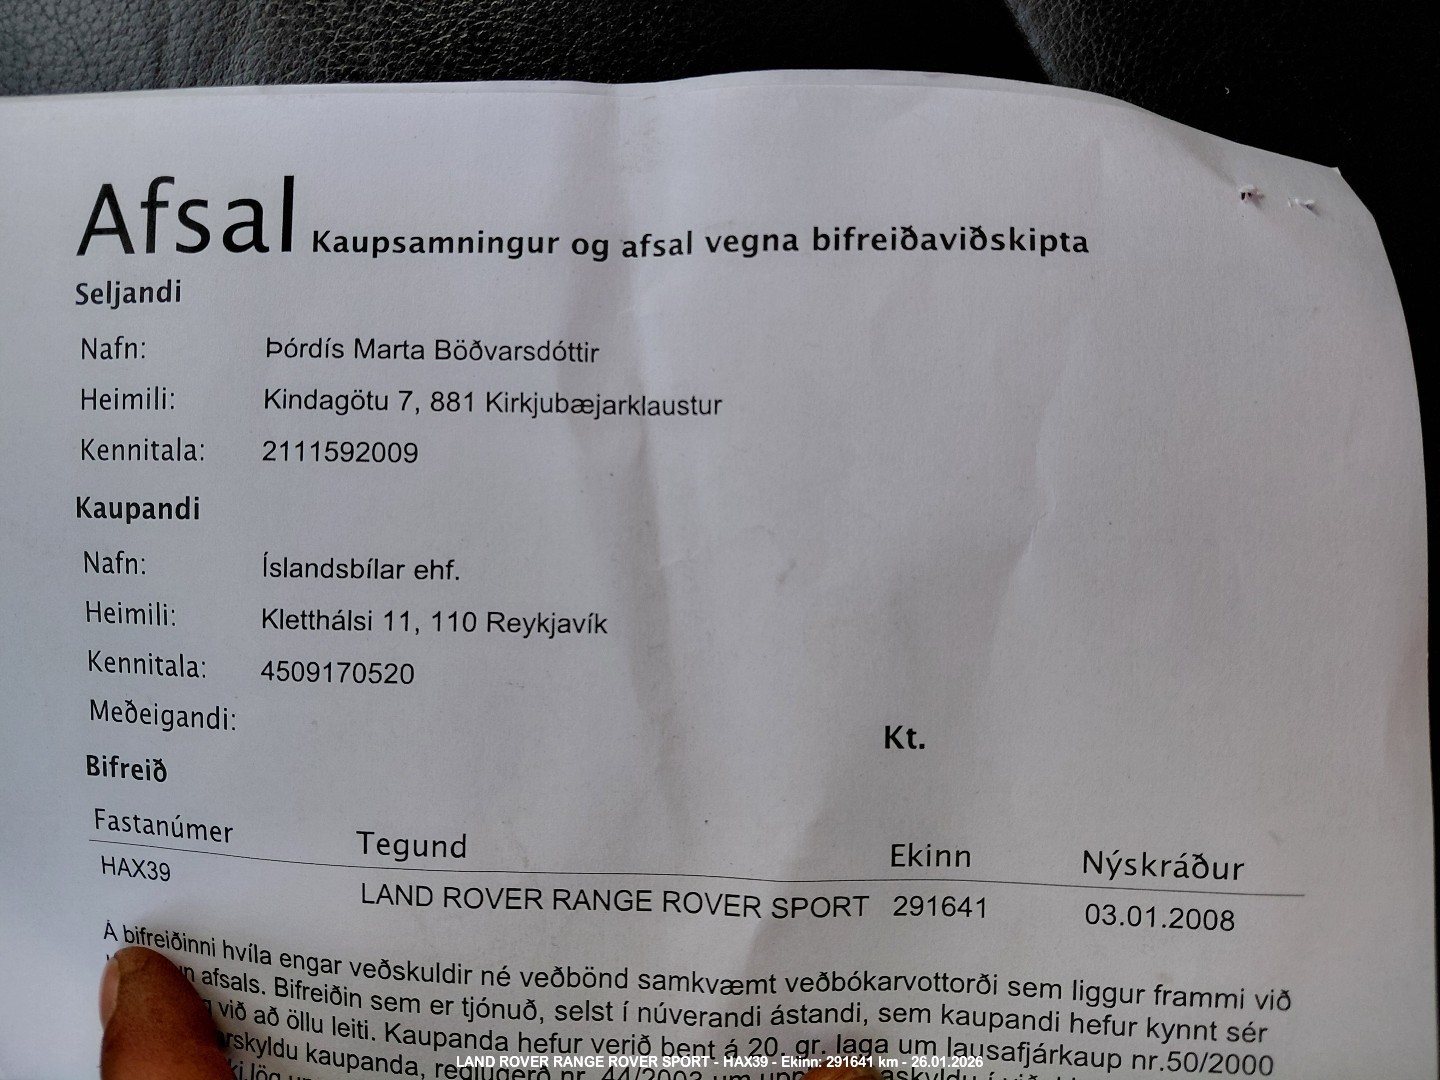 Afsal Kaupsamningur og afsal vegna bifreiðaviðskipta
Seljandi
Nafn: Þórdís Marta Böðvarsdóttir
Heimili: Kindagötu 7, 881 Kirkjubæjarklaustur
Kennitala: 2111592009
Kaupandi
Nafn: Íslandsbílar ehf.
Heimili: Kletthálsi 11, 110 Reykjavík
Kennitala: 4509170520
Meðeigandi: Kt.
Bifreið
Fastanúmer Tegund Ekinn Nýskráður
HAX39 LAND ROVER RANGE ROVER SPORT 291641 03.01.2008
Á bifreiðinni hvíla engar veðskuldir né veðbönd samkvæmt veðbókarvottorði sem liggur frammi við
afsals. Bifreiðin sem er tjónuð, selst í núverandi ástandi, sem kaupandi hefur kynnt sér
við að öllu leiti. Kaupanda hefur verið bent á 20. gr. laga um lausafjárkaup nr.50/2000
kaupanda, reglugerð nr. 44/2003 um
LAND ROVER RANGE ROVER SPORT - HAX39 - Ekinn: 291641 km - 26.01.2026